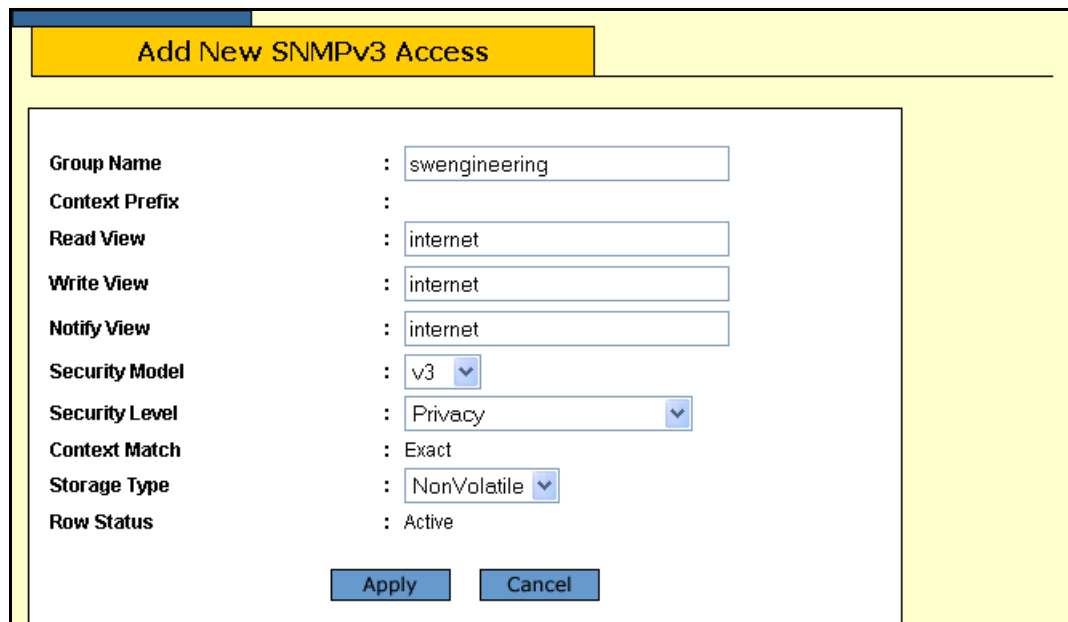 Add New SNMPv3 Access
Group Name : swengineering
Context Prefix :
Read View : internet
Write View : internet
Notify View : internet
Security Model : v3
Security Level : Privacy
Context Match : Exact
Storage Type : NonVolatile
Row Status : Active
Apply Cancel